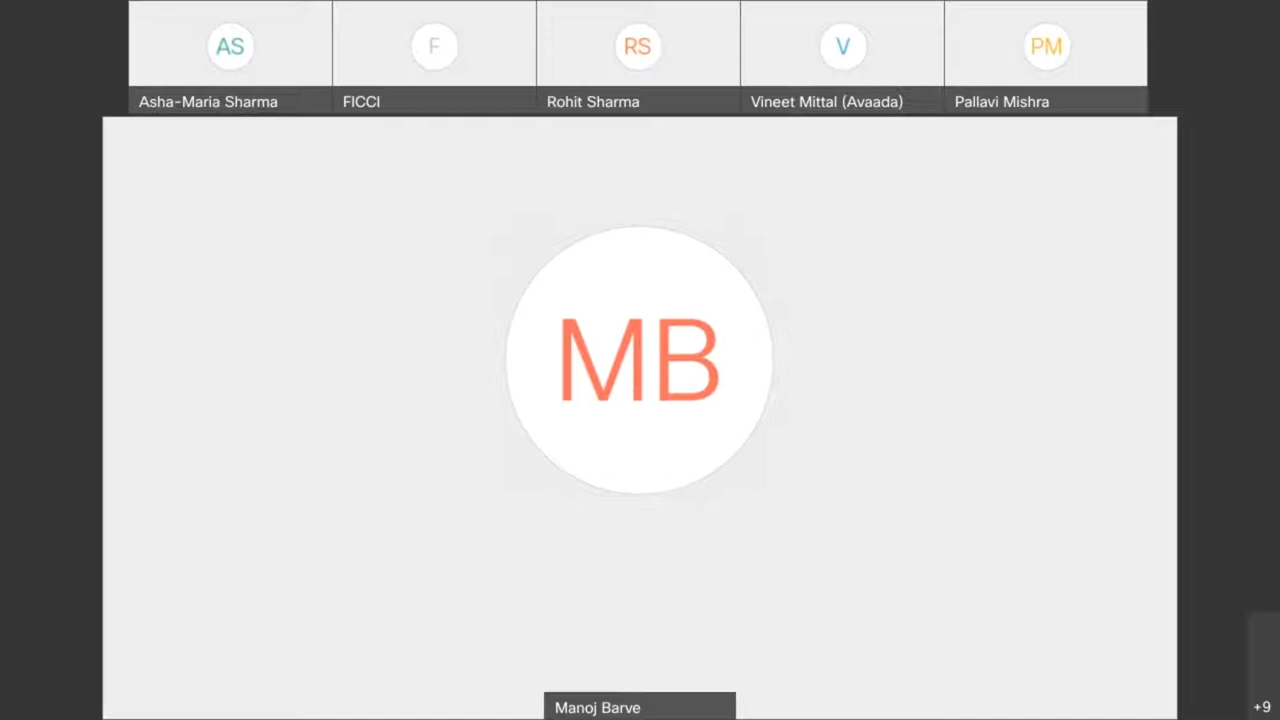 AS
F
RS
V
PM
Asha-Maria Sharma
FICCI
Rohit Sharma
Vineet Mittal (Avaada)
Pallavi Mishra
MB
Manoj Barve
+9